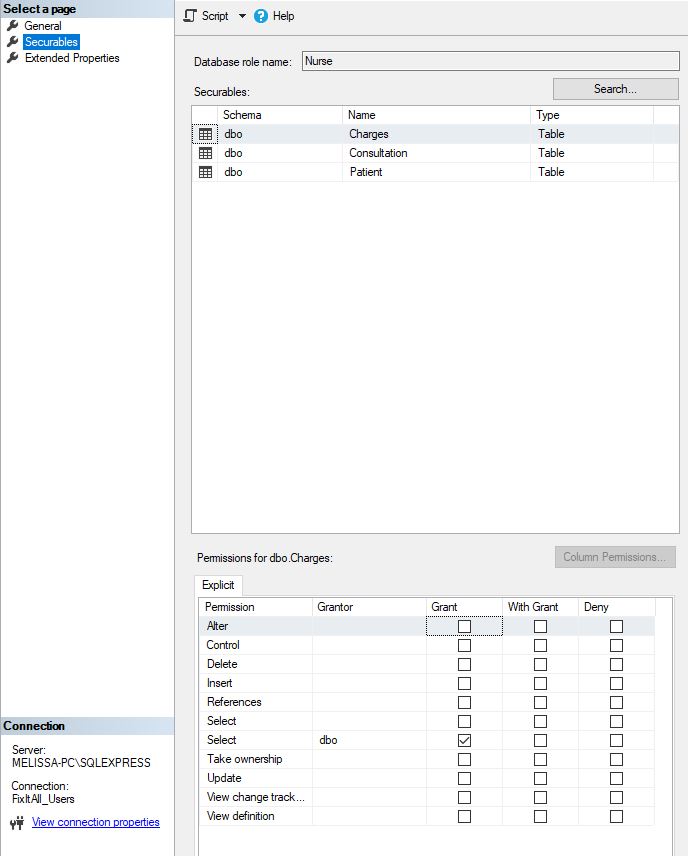 Select a page
General
Securables
Extended Properties
Script Help
Database role name: Nurse
Securables: Search...
Schema Name Type
dbo Charges Table
dbo Consultation Table
dbo Patient Table
Permissions for dbo.Charges: Column Permissions...
Explicit
Permission Grantor Grant With Grant Deny
Alter
Control
Delete
Insert
References
Select
Select dbo
Take ownership
Update
View change track...
View definition
Connection
Server:
MELISSA-PC\SQLEXPRESS
Connection:
FixItAll_Users
View connection properties